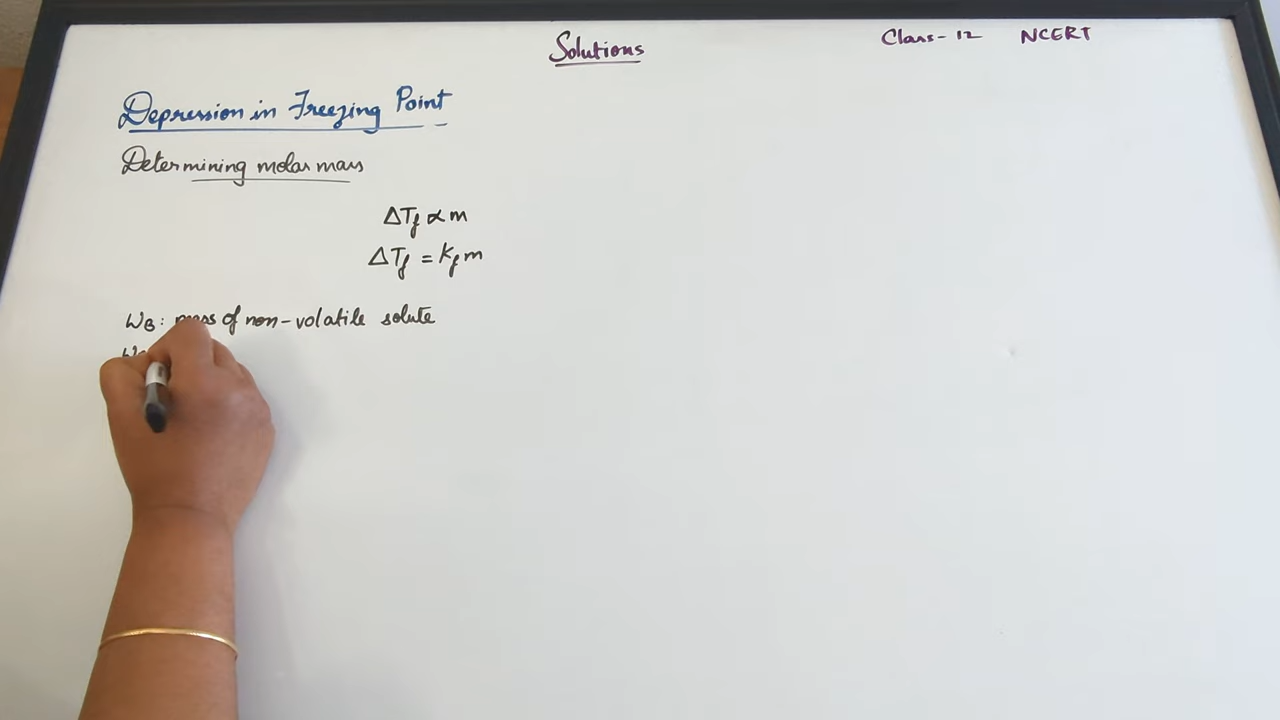 Solutions
Class-12 NCERT
Depression in Freezing Point
Determining molar mass
ΔTf ∝ m
ΔTf = Kf m
WB: mass of non-volatile solute